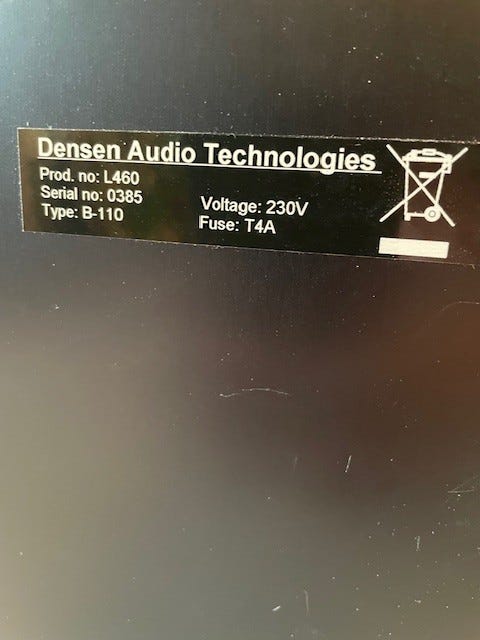 Densen Audio Technologies
Prod. no: L460
Serial no: 0385
Type: B-110
Voltage: 230V
Fuse: T4A